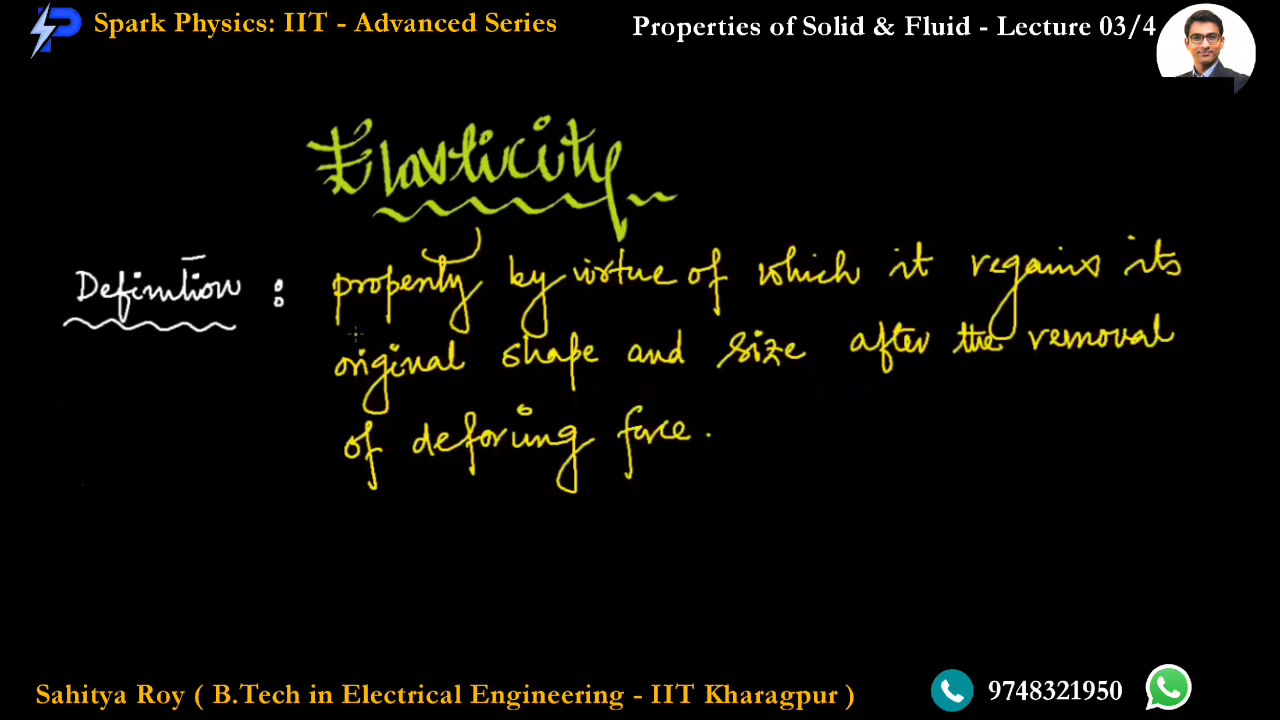 Spark Physics: IIT - Advanced Series
Properties of Solid & Fluid - Lecture 03/4
Elasticity
Definition : property by virtue of which it regains its
original shape and size after the removal
of deforing force.
Sahitya Roy ( B.Tech in Electrical Engineering - IIT Kharagpur )
9748321950